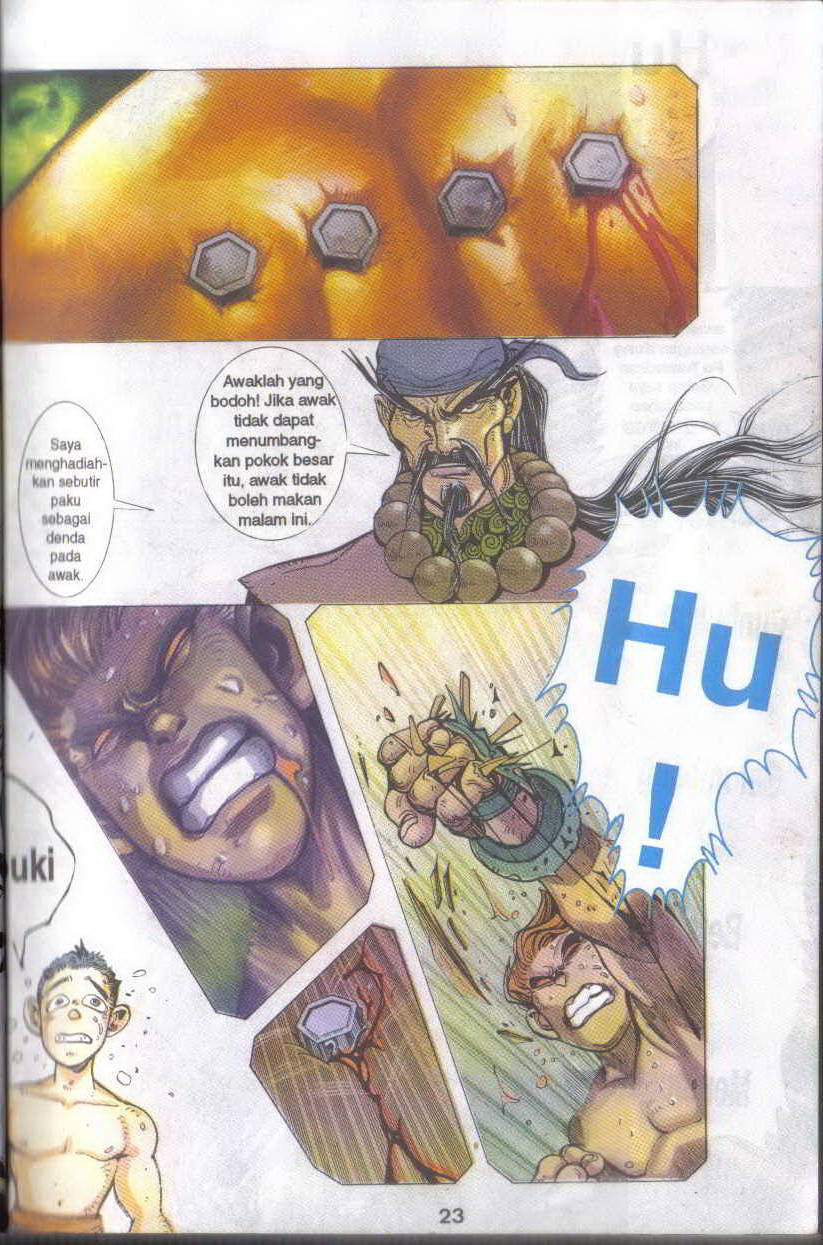 Awaklah yang
bodoh! Jika awak
tidak dapat
menumbang-
kan pokok besar
itu, awak tidak
boleh makan
malam ini.
Saya
menghadiah-
kan sebutir
paku
sebagai
denda
pada
awak.
Hu
!
uki
23